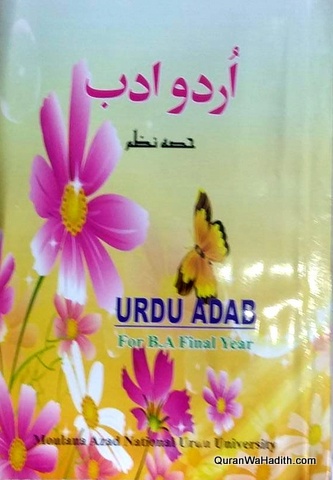 اُردو ادب
حصہ نظم
URDU ADAB
For B.A Final Year
Moulana Azad National Urdu University
QuranWaHadith.com